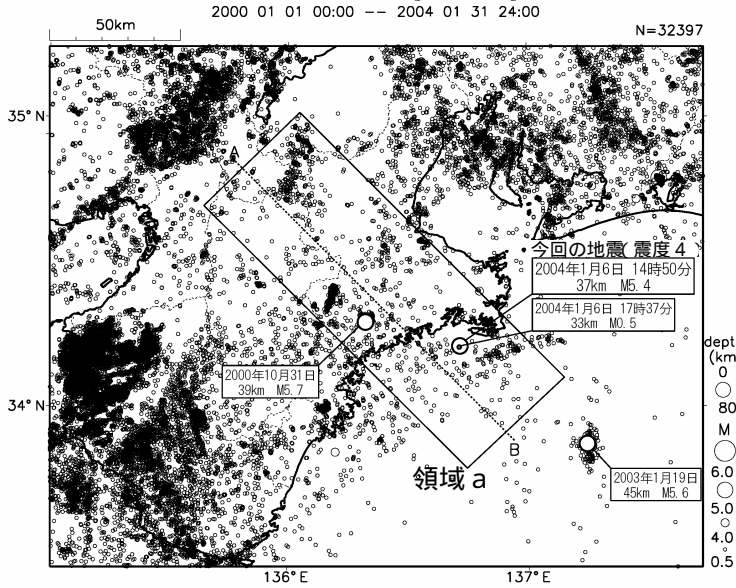 2000 01 01 00:00 -- 2004 01 31 24:00
50km
N=32397
35°N
A
今回の地震(震度4)
2004年1月6日 14時50分
37km M5.4
2004年1月6日 17時37分
33km M0.5
2000年10月31日
39km M5.7
34°N
B
領域a
2003年1月19日
45km M5.6
dept
(km
0
80
M
6.0
5.0
4.0
0.5
136°E
137°E